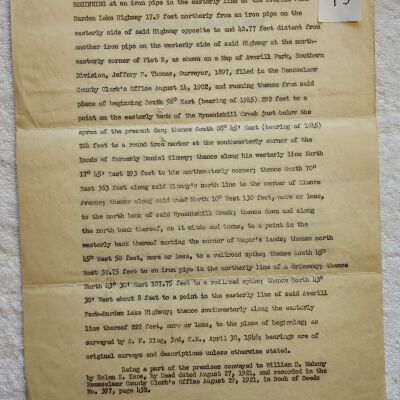 BEGINNING at an iron pipe in the easterly line of the Averill Park-
Burden Lake Highway 17.9 feet northerly from an iron pipe on the
easterly side of said Highway opposite to and 42.77 feet distant from
another iron pipe on the westerly side of said Highway at the north-
easterly corner of Plot 2, as shown on a Map of Averill Park, Southern
Division, Jeffery P. Thomas, Surveyor, 1897, filed in the Rensselaer
County Clerk's Office August 14, 1902, and running thence from said
place of beginning South 56° East (bearing of 1945) 292 feet to a
point on the easterly bank of the Wynantskill Creek just below the
apron of the present dam; thence South 80° 45' East (bearing of 1945)
224 feet to a round iron marker at the southwesterly corner of the
lands of formerly Daniel Kinney; thence along his westerly line North
17° 45' East 293 feet to his northwesterly corner; thence South 70°
East 363 feet along said Kinney's north line to the center of Elmore
Avenue; thence along said road North 10° West 130 feet, more or less,
to the north bank of said Wynantskill Creek; thence down and along
the north bank thereof, as it winds and turns, to a point in the
westerly bank thereof marking the corner of Wager's lands; thence north
45° West 50 feet, more or less, to a railroad spike; thence South 45°
West 32.75 feet to an iron pipe in the northerly line of a driveway; thence
North 43° 30' West 107.75 feet to a railroad spike; thence North 43°
30' West about 8 feet to a point in the easterly line of said Averill
Park-Burden Lake Highway; thence southwesterly along the easterly
line thereof 222 feet, more or less, to the place of beginning; as
surveyed by A. F. King, 3rd, C.E., April 30, 1946; bearings are of
original surveys and descriptions unless otherwise stated.
Being a part of the premises conveyed to William D. Mahony
by Helen E. Kane, by Deed dated August 27, 1921, and recorded in the
Rensselaer County Clerk's Office August 29, 1921, in Book of Deeds
No. 397, page 432.